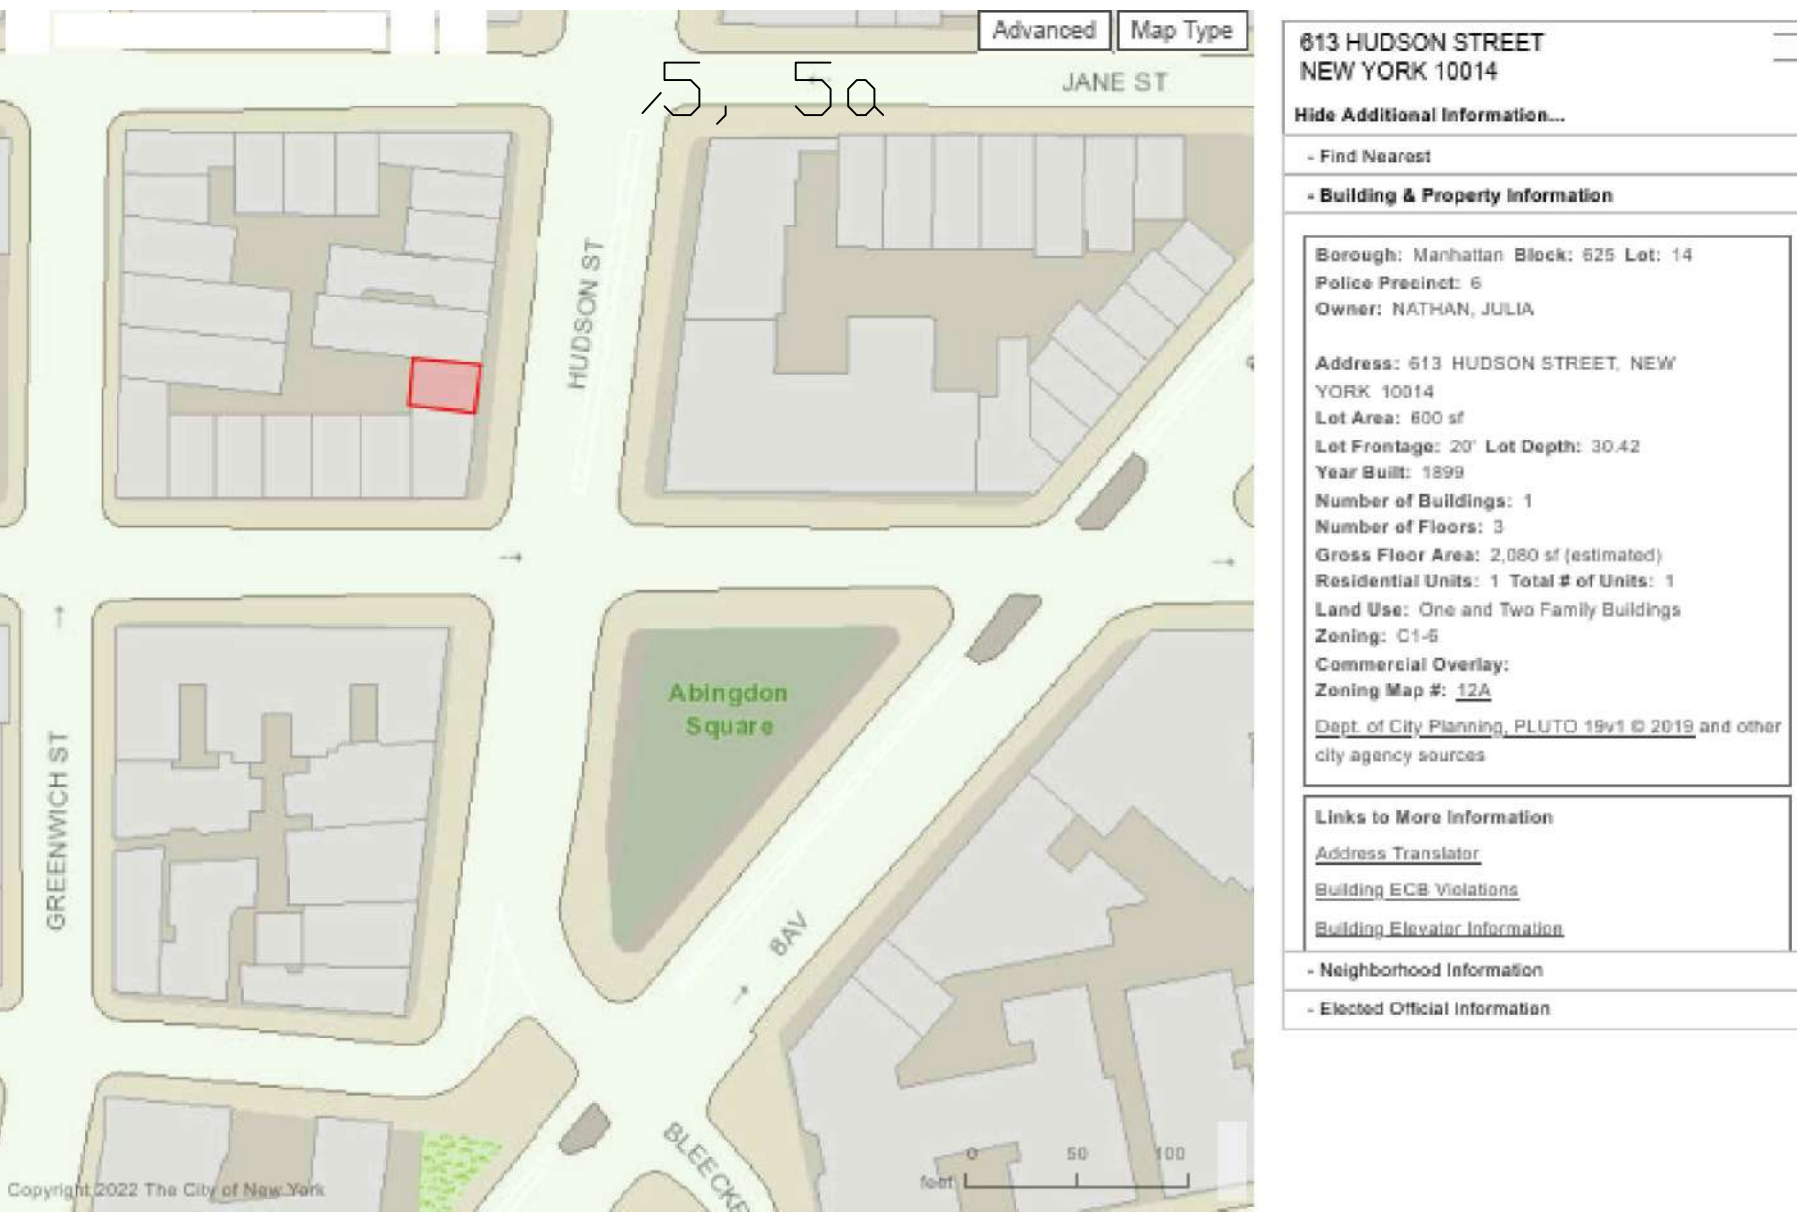 Advanced
Map Type
JANE ST
5, 5a
HUDSON ST
Abingdon
Square
GREENWICH ST
8AV
0 50 100
feet
Copyright 2022 The City of New York
613 HUDSON STREET
NEW YORK 10014
Hide Additional Information...
- Find Nearest
- Building & Property Information
Borough: Manhattan Block: 625 Lot: 14
Police Precinct: 6
Owner: NATHAN, JULIA
Address: 613 HUDSON STREET, NEW
YORK 10014
Lot Area: 600 sf
Lot Frontage: 20' Lot Depth: 30.42
Year Built: 1899
Number of Buildings: 1
Number of Floors: 3
Gross Floor Area: 2,080 sf (estimated)
Residential Units: 1 Total # of Units: 1
Land Use: One and Two Family Buildings
Zoning: C1-6
Commercial Overlay:
Zoning Map #: 12A
Dept. of City Planning, PLUTO 19v1 © 2019 and other
city agency sources
Links to More Information
Address Translator
Building ECB Violations
Building Elevator Information
- Neighborhood Information
- Elected Official Information